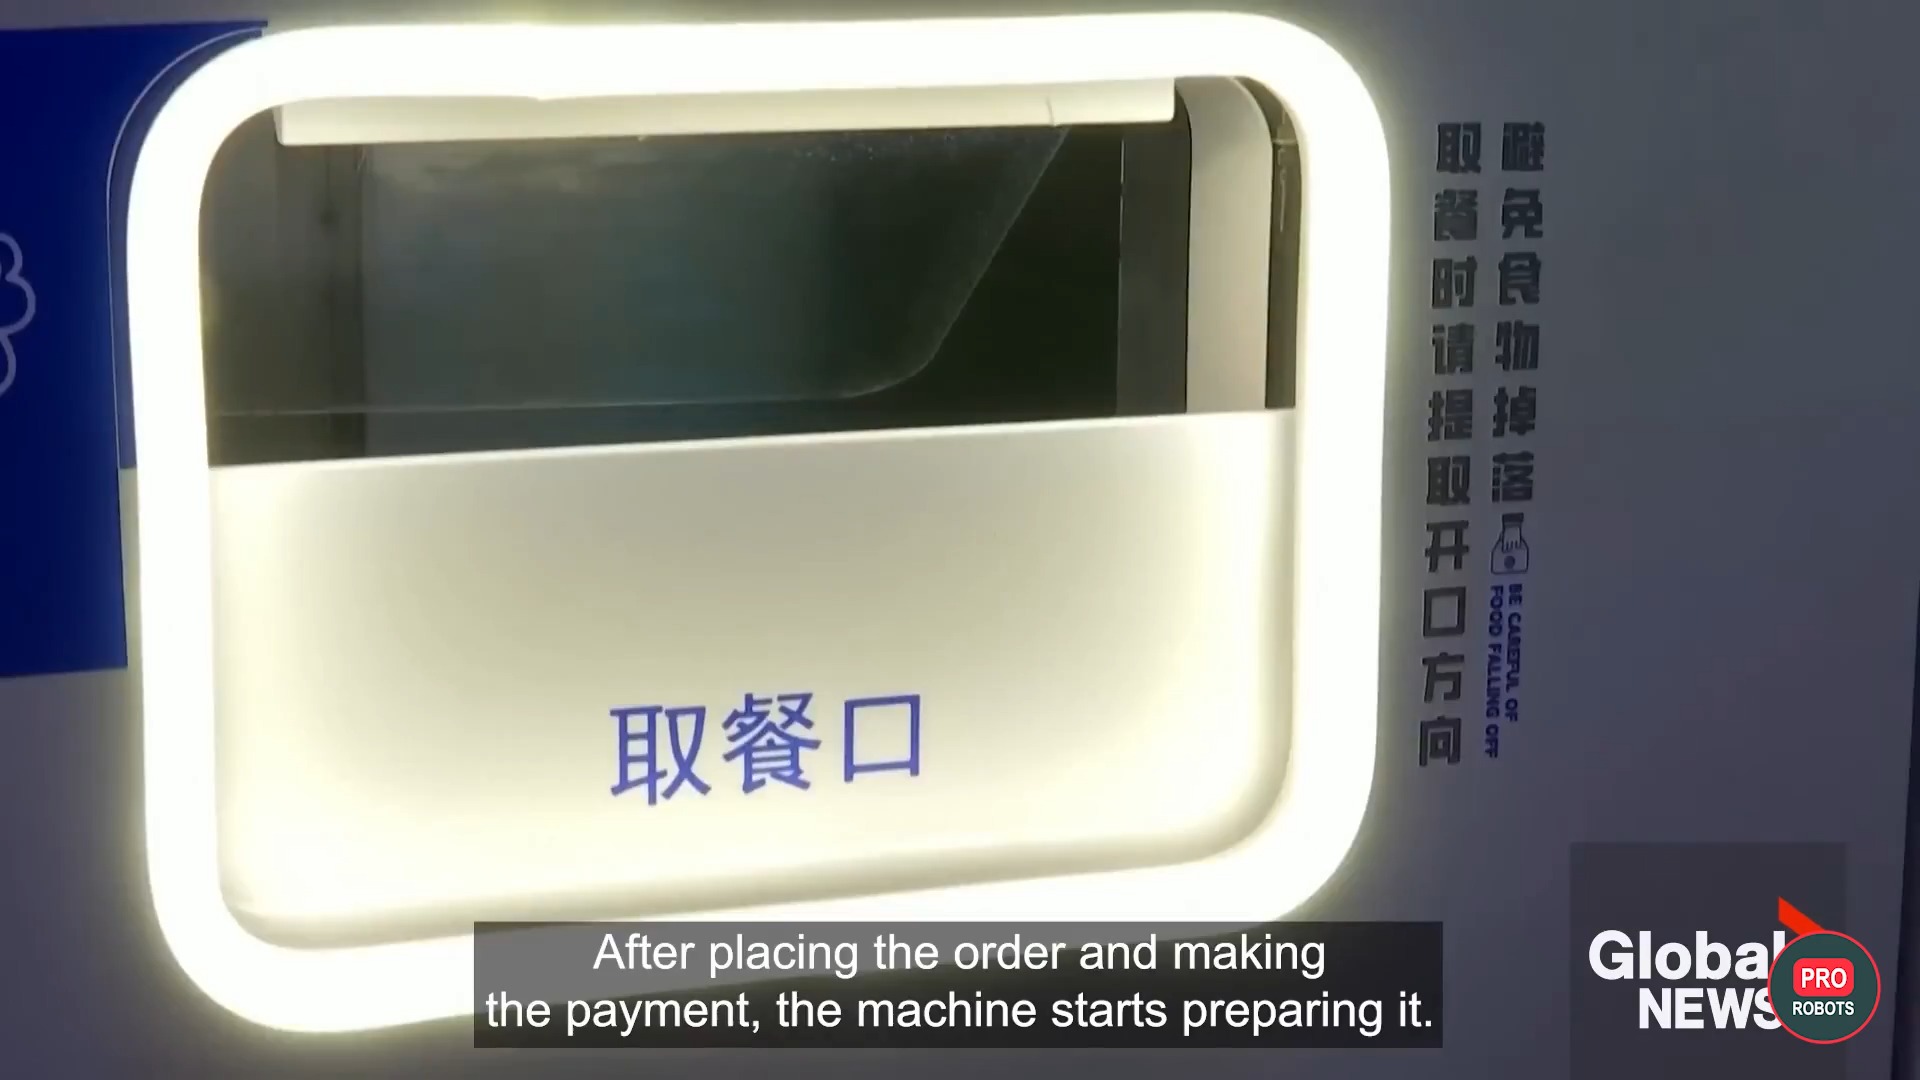 取餐口
避免食物掉落
取餐时请提取开口方向
BE CAREFUL OF
FOOD FALLING OFF
After placing the order and making
the payment, the machine starts preparing it.
Global
NEWS
PRO
ROBOTS